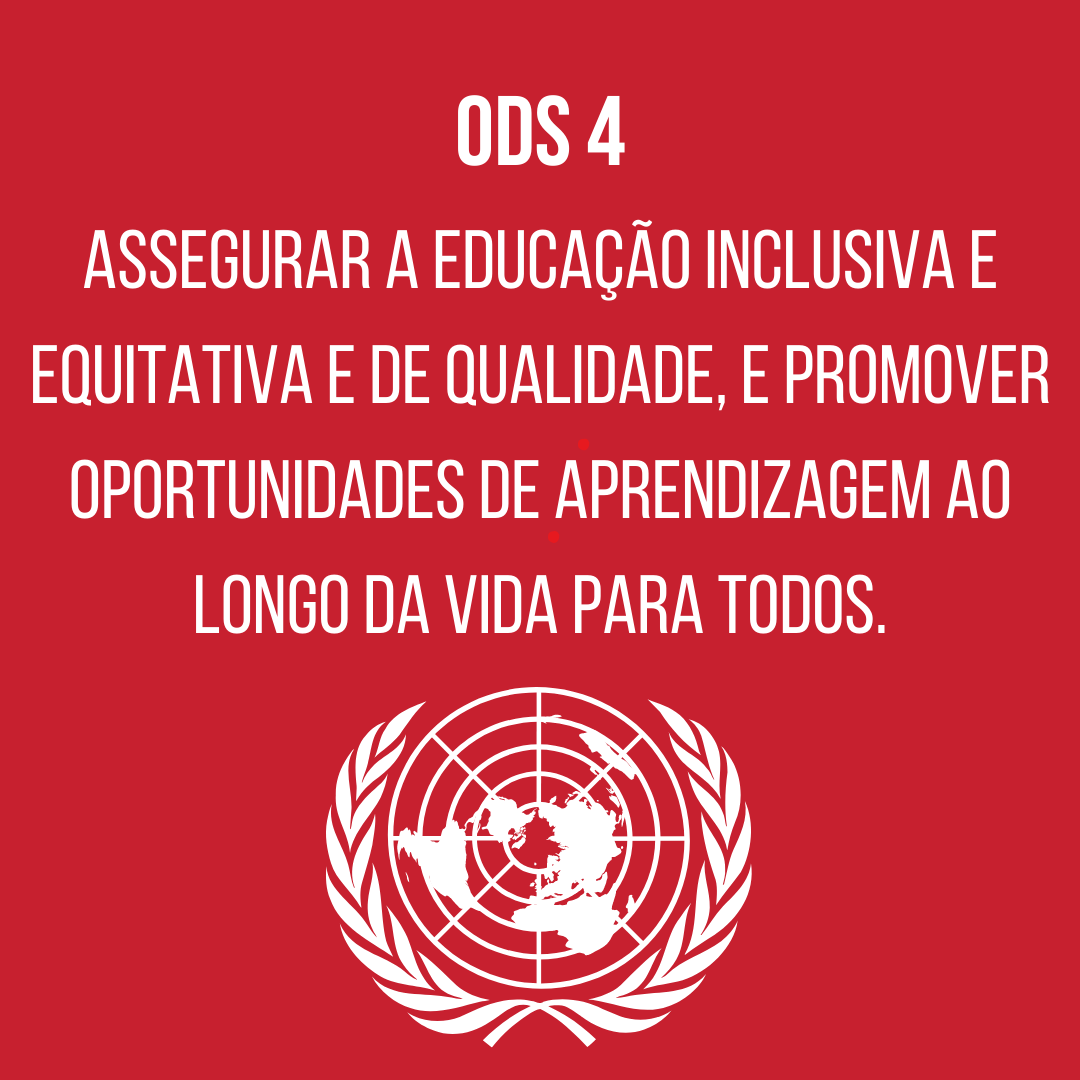 ODS 4
ASSEGURAR A EDUCAÇÃO INCLUSIVA E
EQUITATIVA E DE QUALIDADE, E PROMOVER
OPORTUNIDADES DE APRENDIZAGEM AO
LONGO DA VIDA PARA TODOS.